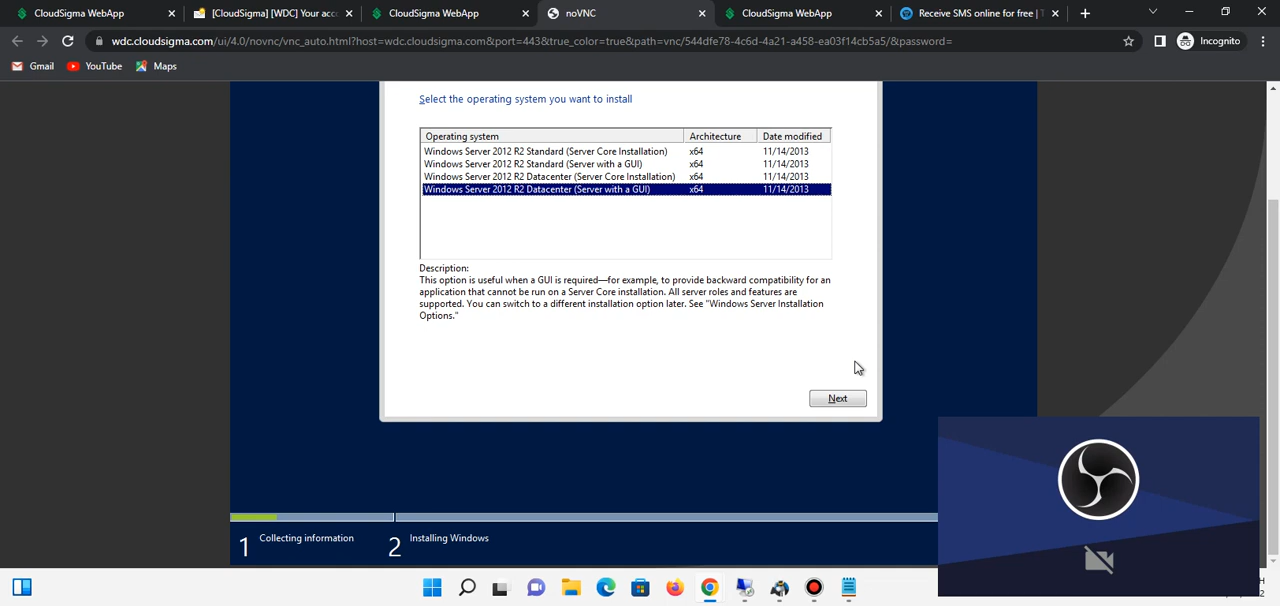 CloudSigma WebApp
[CloudSigma] [WDC] Your acc
CloudSigma WebApp
noVNC
CloudSigma WebApp
Receive SMS online for free | T
wdc.cloudsigma.com/ui/4.0/novnc/vnc_auto.html?host=wdc.cloudsigma.com&port=443&true_color=true&path=vnc/544dfe78-4c6d-4a21-a458-ea03f14cb5a5/&password=
Incognito
Gmail
YouTube
Maps
Select the operating system you want to install
Operating system Architecture Date modified
Windows Server 2012 R2 Standard (Server Core Installation) x64 11/14/2013
Windows Server 2012 R2 Standard (Server with a GUI) x64 11/14/2013
Windows Server 2012 R2 Datacenter (Server Core Installation) x64 11/14/2013
Windows Server 2012 R2 Datacenter (Server with a GUI) x64 11/14/2013
Description:
This option is useful when a GUI is required—for example, to provide backward compatibility for an
application that cannot be run on a Server Core installation. All server roles and features are
supported. You can switch to a different installation option later. See "Windows Server Installation
Options."
Next
1 Collecting information
2 Installing Windows